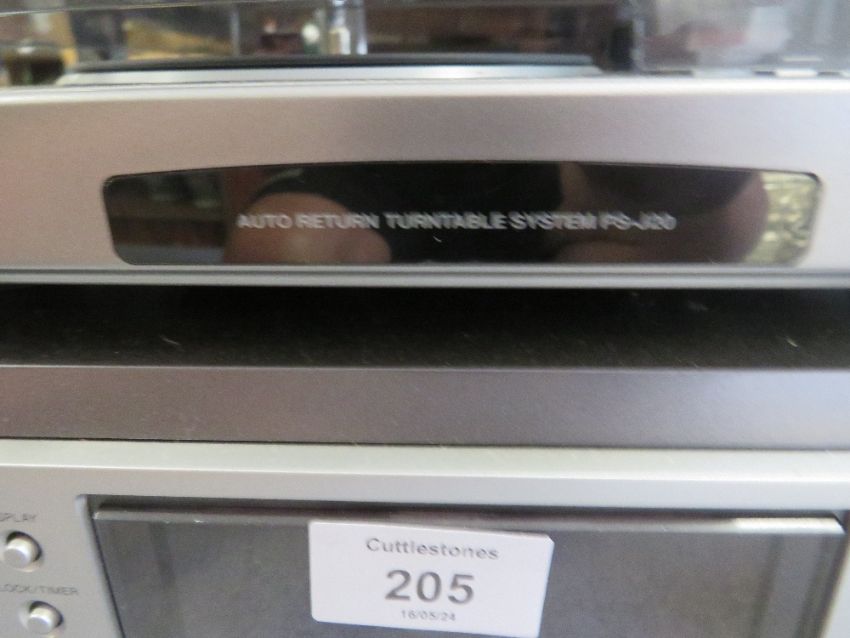 AUTO RETURN TURNTABLE SYSTEM PS-J20
SPLAY
LOCK/TIMER
Cuttlestones
205
16/05/24